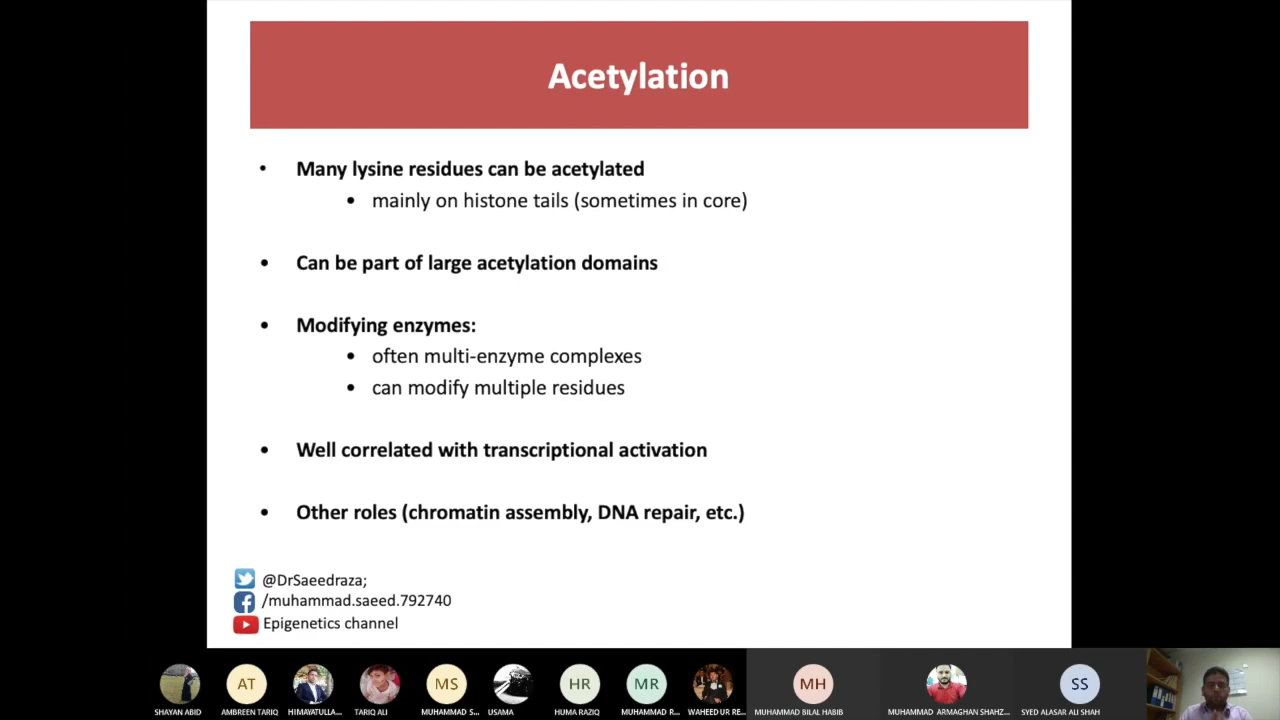 Acetylation
• Many lysine residues can be acetylated
• mainly on histone tails (sometimes in core)
• Can be part of large acetylation domains
• Modifying enzymes:
• often multi-enzyme complexes
• can modify multiple residues
• Well correlated with transcriptional activation
• Other roles (chromatin assembly, DNA repair, etc.)
@DrSaeedraza;
/muhammad.saeed.792740
Epigenetics channel
AT MS HR MR MH SS
SHAYAN ABID AMBREEN TARIQ HIMAYATULLA... TARIQ ALI MUHAMMAD S... USAMA HUMA RAZIQ MUHAMMAD R... WAHEED UR RE... MUHAMMAD BILAL HABIB MUHAMMAD ARMAGHAN SHAHZ... SYED ALASAR ALI SHAH